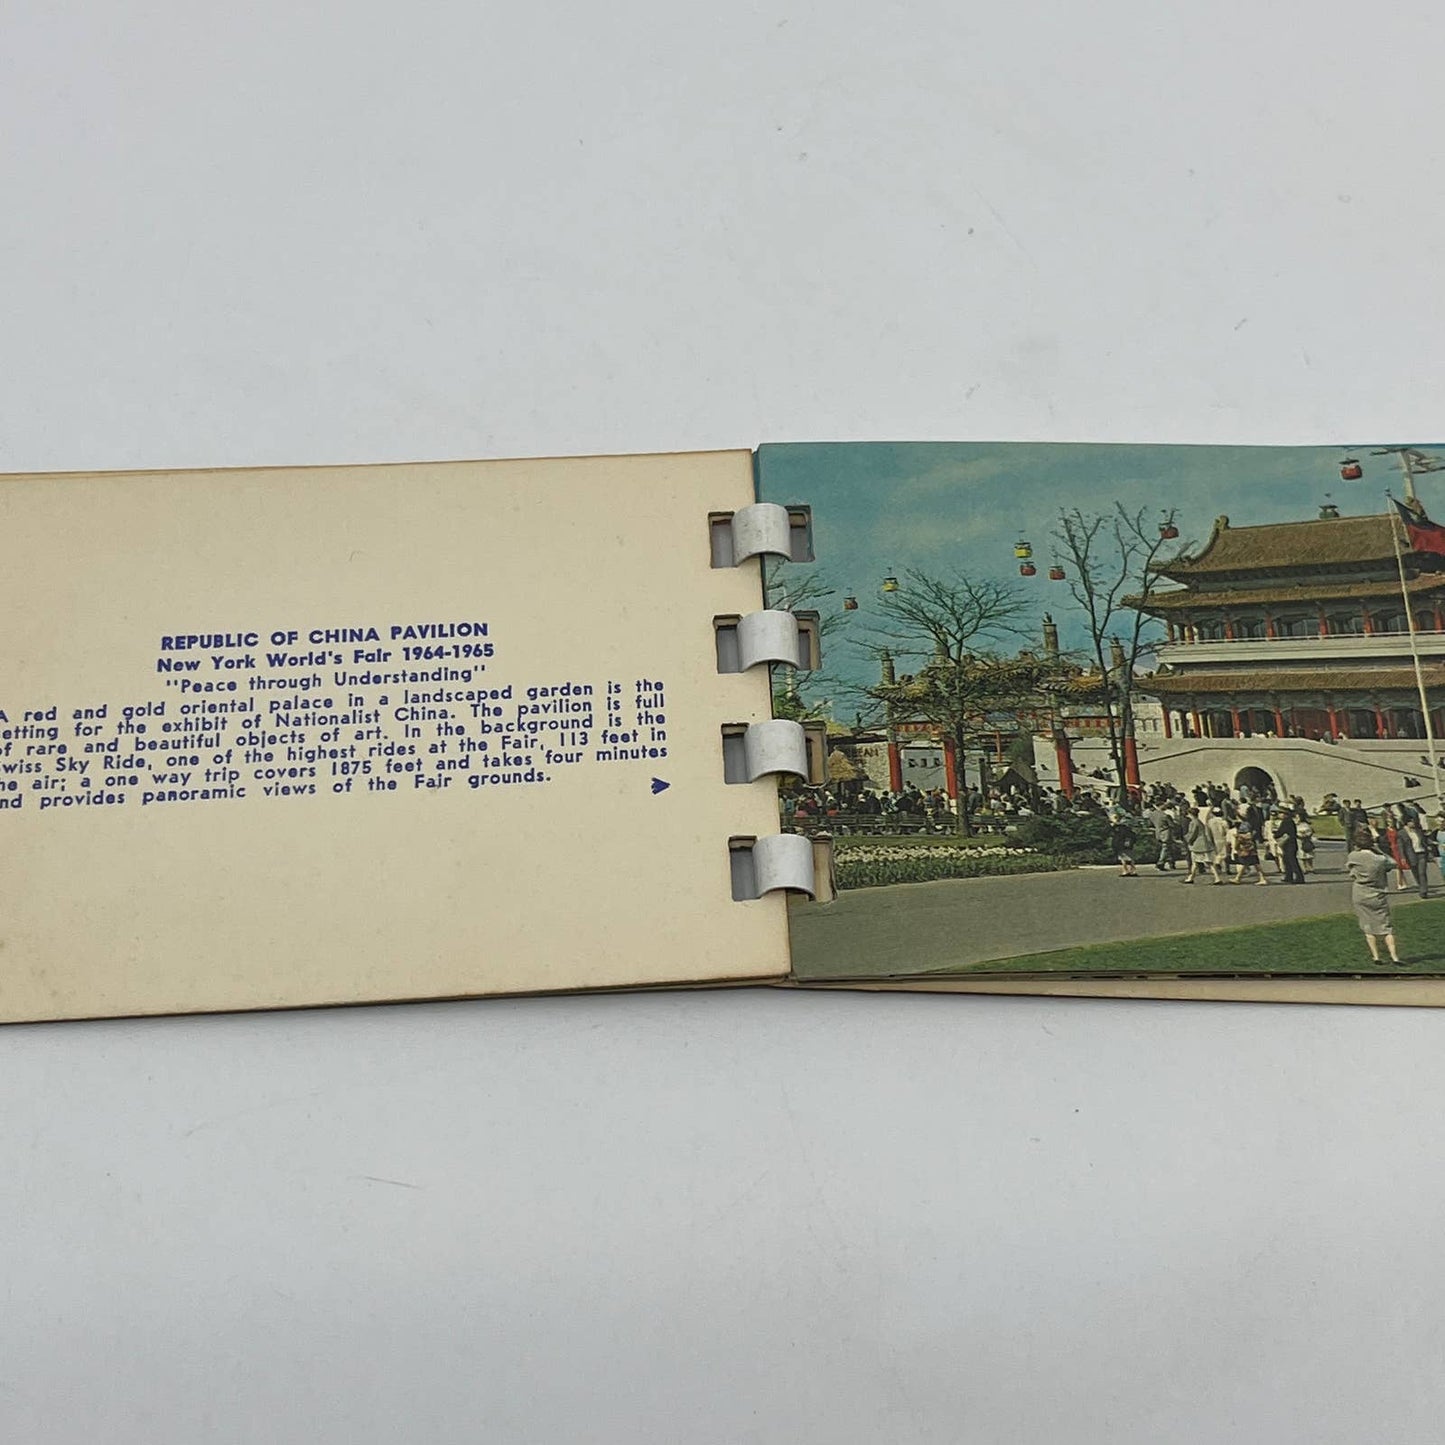 REPUBLIC OF CHINA PAVILION
New York World's Fair 1964-1965
"Peace through Understanding"
A red and gold oriental palace in a landscaped garden is the
etting for the exhibit of Nationalist China. The pavilion is full
of rare and beautiful objects of art. In the background is the
wiss Sky Ride, one of the highest rides at the Fair, 113 feet in
he air; a one way trip covers 1875 feet and takes four minutes
nd provides panoramic views of the Fair grounds.